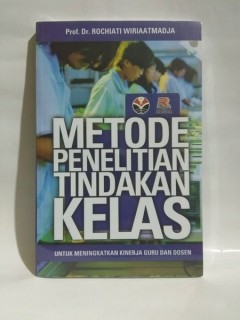 Prof. Dr. ROCHIATI WIRIAATMADJA
METODE
PENELITIAN
TINDAKAN
KELAS
UNTUK MENINGKATKAN KINERJA GURU DAN DOSEN